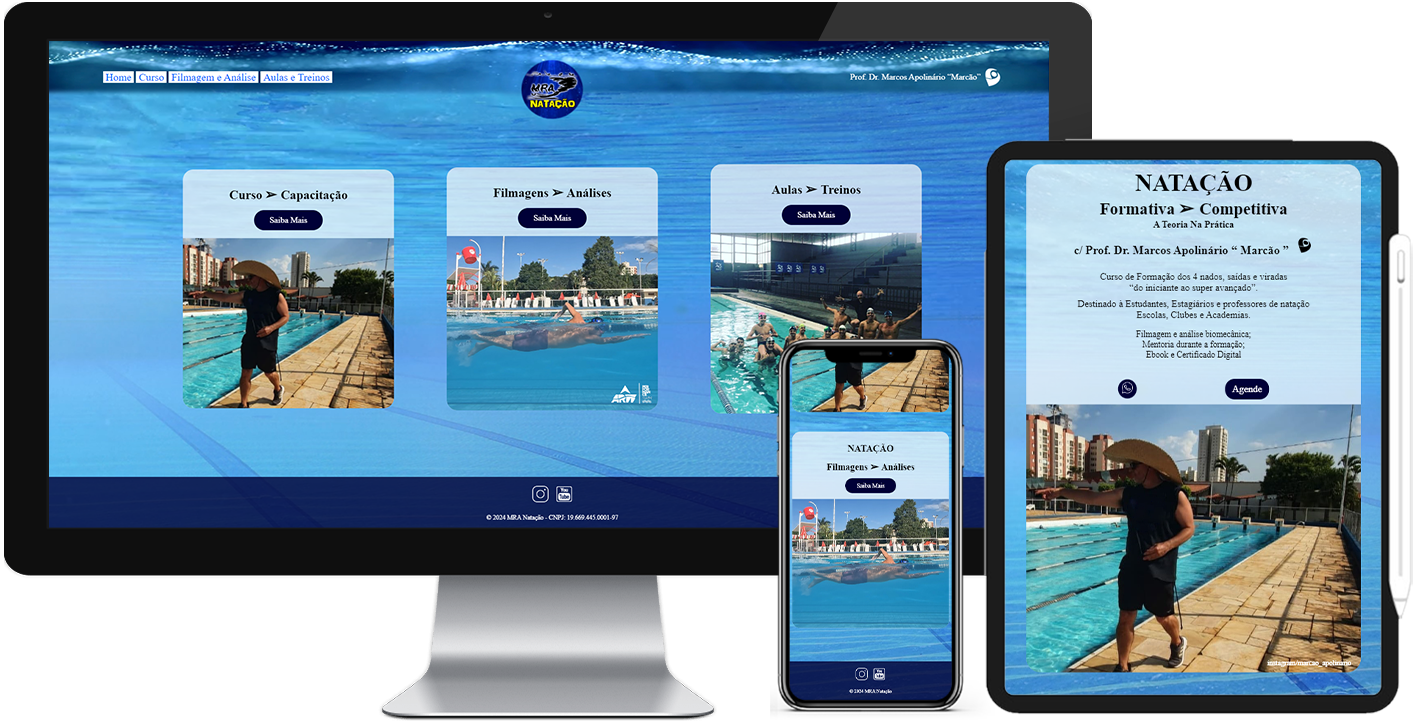 Home Curso Filmagem e Análise Aulas e Treinos
MRA
NATAÇÃO
Prof. Dr. Marcos Apolinário "Marcão"
Curso ➢ Capacitação
Saiba Mais
Filmagens ➢ Análises
Saiba Mais
ARW
Aulas ➢ Treinos
Saiba Mais
You
Tube
© 2024 MRA Natação - CNPJ: 19.669.445.0001-97
NATAÇÃO
Filmagens ➢ Análises
Saiba Mais
You
Tube
© 2024 MRA Natação
NATAÇÃO
Formativa ➢ Competitiva
A Teoria Na Prática
c/ Prof. Dr. Marcos Apolinário “ Marcão ”
Curso de Formação dos 4 nados, saídas e viradas
“do iniciante ao super avançado”.
Destinado à Estudantes, Estagiários e professores de natação
Escolas, Clubes e Academias.
Filmagem e análise biomecânica;
Mentoria durante a formação;
Ebook e Certificado Digital
Agende
instagram/marcao_apolinario